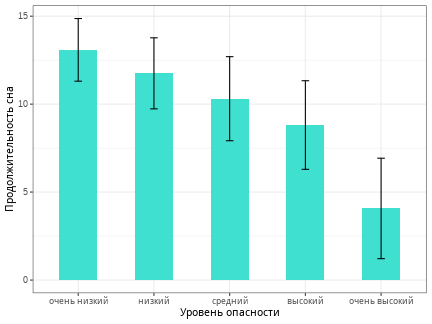 Продолжительность сна
15
10
5
0
очень низкий низкий средний высокий очень высокий
Уровень опасности